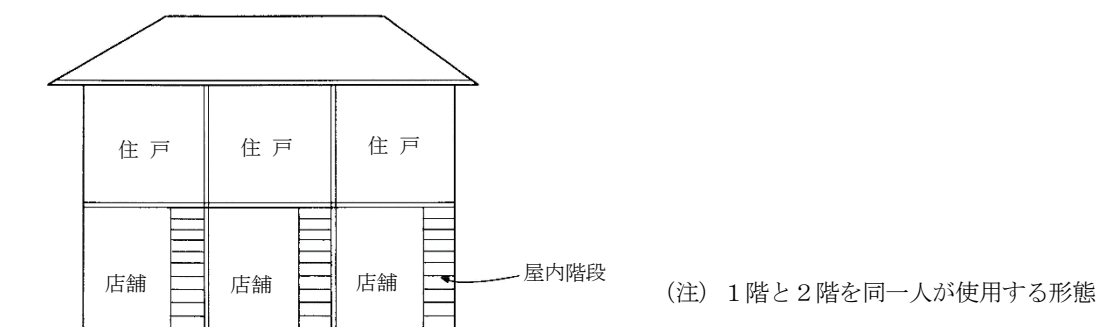 住 戸 住 戸 住 戸
店舗 店舗 店舗 屋内階段
（注） １階と２階を同一人が使用する形態